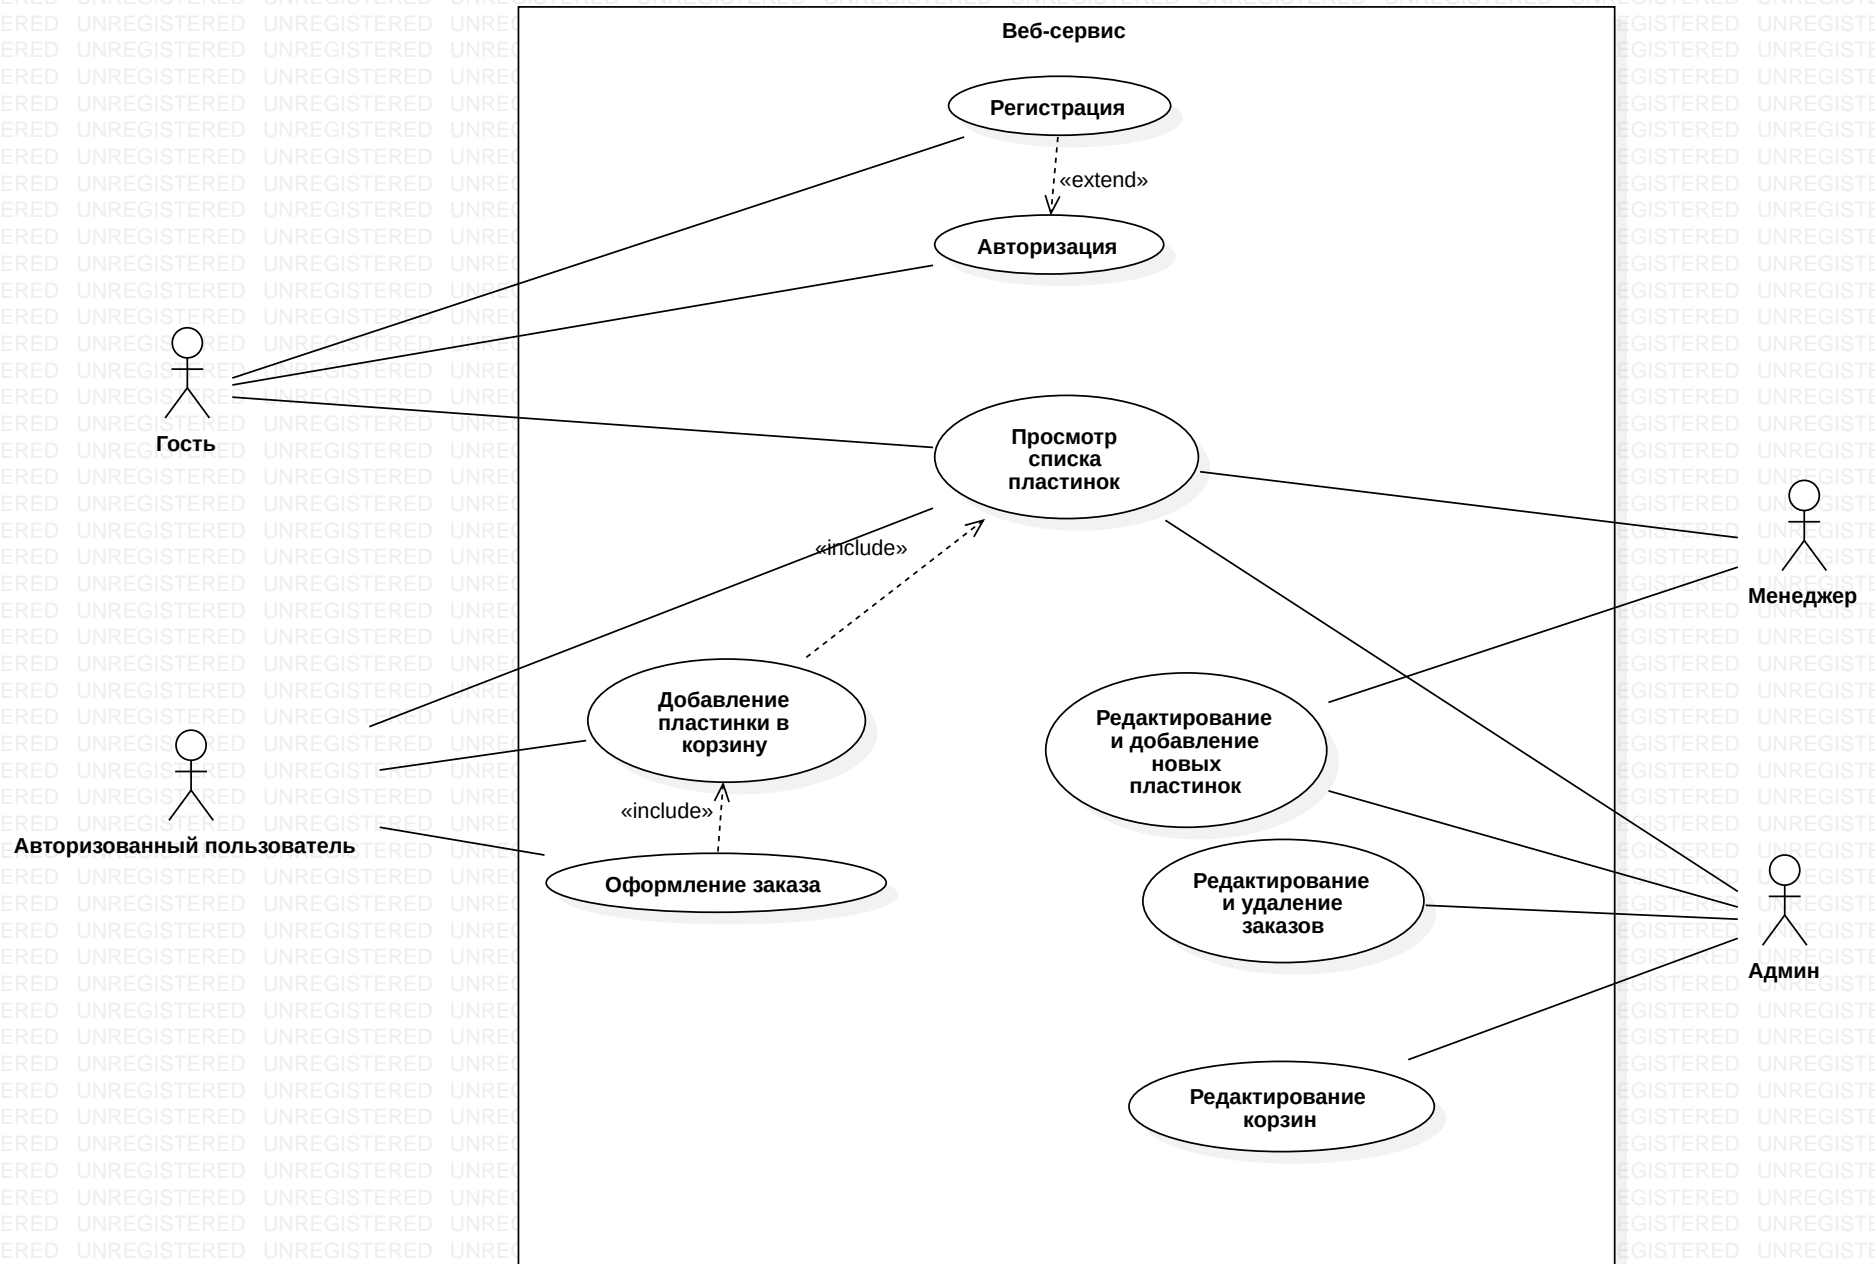 Веб-сервис
Регистрация
«extend»
Авторизация
Гость
Просмотр
списка
пластинок
«include»
Менеджер
Добавление
пластинки в
корзину
Редактирование
и добавление
новых
пластинок
«include»
Авторизованный пользователь
Оформление заказа
Редактирование
и удаление
заказов
Админ
Редактирование
корзин
UNREGISTERED